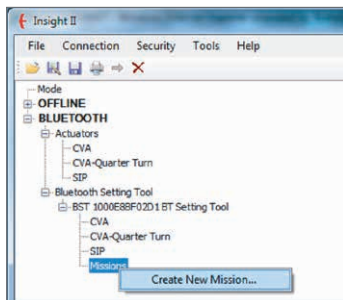 Insight II
File Connection Security Tools Help
Mode
OFFLINE
BLUETOOTH
Actuators
CVA
CVA-Quarter Turn
SIP
Bluetooth Setting Tool
BST 1000E8BF02D1 BT Setting Tool
CVA
CVA-Quarter Turn
SIP
Missions
Create New Mission...